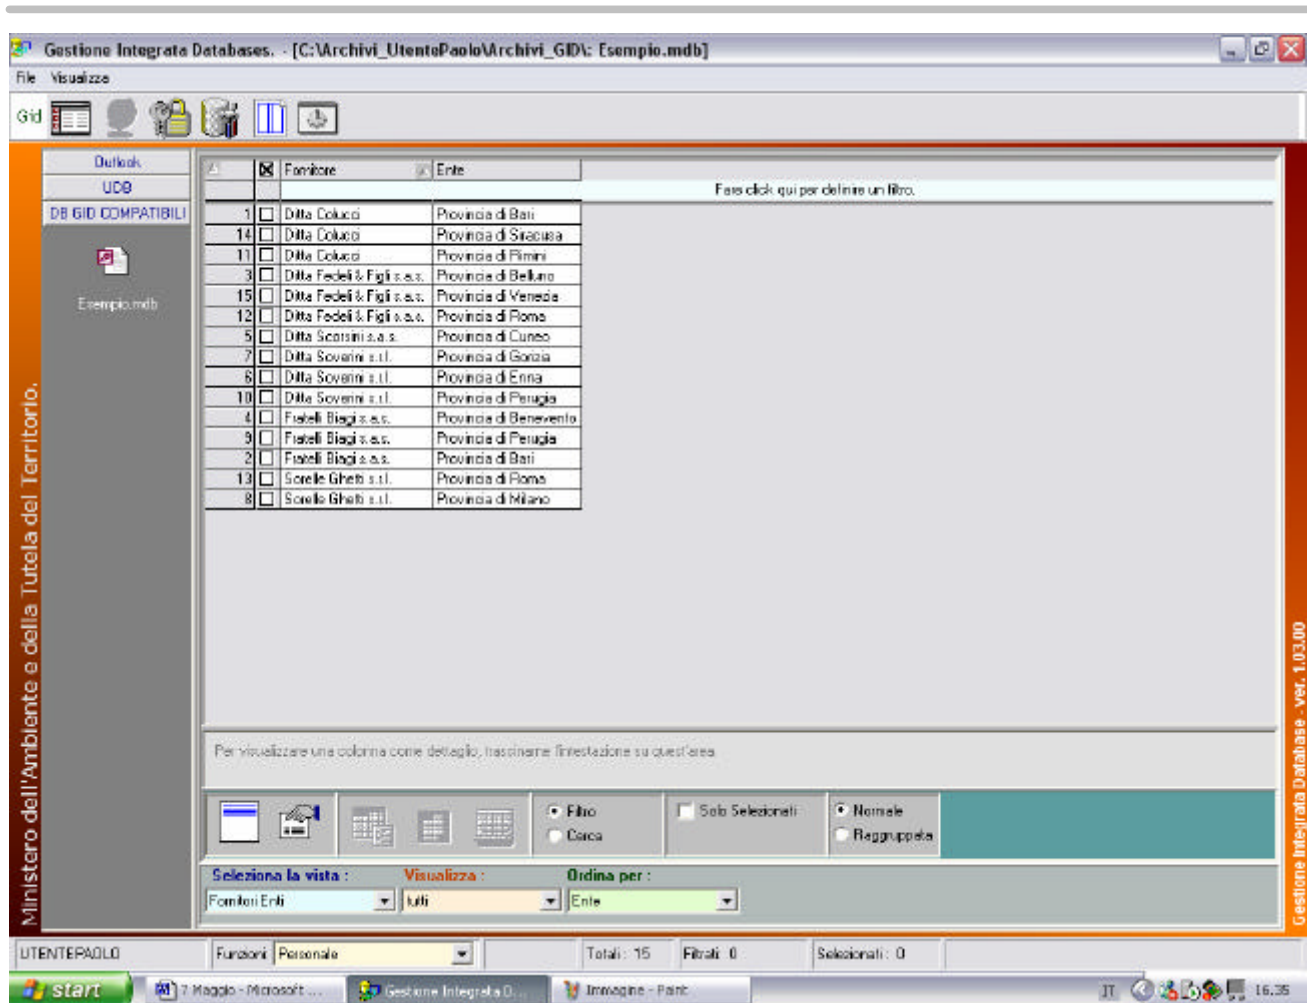 Gestione Integrata Databases. - [C:\Archivi_UtentePaolo\Archivi_GID\: Esempio.mdb]
File Visualizza
Gid
Outlook
UDB
DB GID COMPATIBILI
Esempio.mdb
Ministero dell'Ambiente e della Tutela del Territorio.
Fornitore Ente
Fare click qui per definire un filtro.
1 Ditta Colucci Provincia di Bari
14 Ditta Colucci Provincia di Siracusa
11 Ditta Colucci Provincia di Rimini
3 Ditta Fedeli & Figli s.a.s. Provincia di Belluno
15 Ditta Fedeli & Figli s.a.s. Provincia di Venezia
12 Ditta Fedeli & Figli s.a.s. Provincia di Roma
5 Ditta Scorsini s.a.s. Provincia di Cuneo
7 Ditta Soverini s.r.l. Provincia di Gorizia
6 Ditta Soverini s.r.l. Provincia di Enna
10 Ditta Soverini s.r.l. Provincia di Perugia
4 Fratelli Biagi s.a.s. Provincia di Benevento
9 Fratelli Biagi s.a.s. Provincia di Perugia
2 Fratelli Biagi s.a.s. Provincia di Bari
13 Sorelle Ghetti s.r.l. Provincia di Roma
8 Sorelle Ghetti s.r.l. Provincia di Milano
Per visualizzare una colonna come dettaglio, trascinarne l'intestazione su quest'area
Filtro
Cerca
Solo Selezionati
Normale
Raggruppata
Seleziona la vista : Visualizza : Ordina per :
Fornitori Enti tutti Ente
Gestione Integrata Database - ver. 1.03.00
UTENTEPAOLO Funzioni Personale Totali : 15 Filtrati: 0 Selezionati : 0
start 7 Maggio - Microsoft ... Gestione Integrata D... Immagine - Paint IT 16.35